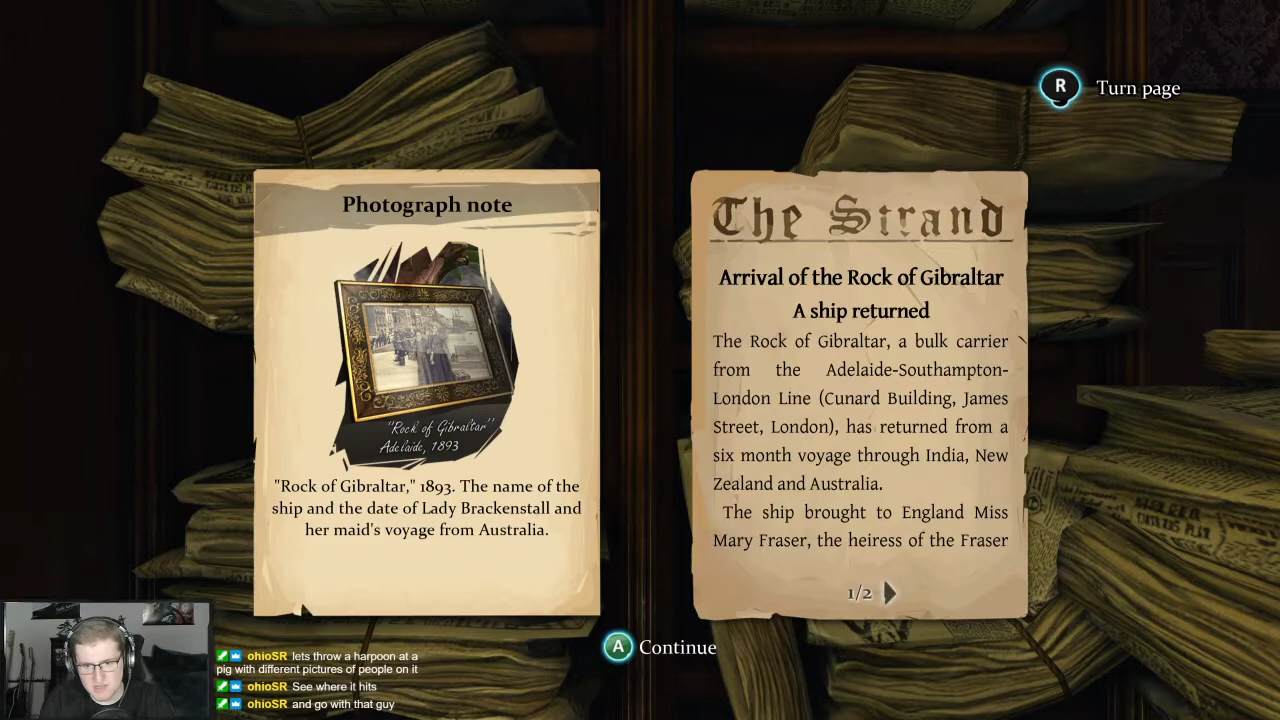 R Turn page
Photograph note
"Rock of Gibraltar"
Adelaide, 1893
"Rock of Gibraltar," 1893. The name of the
ship and the date of Lady Brackenstall and
her maid's voyage from Australia.
The Strand
Arrival of the Rock of Gibraltar
A ship returned
The Rock of Gibraltar, a bulk carrier
from the Adelaide-Southampton-
London Line (Cunard Building, James
Street, London), has returned from a
six month voyage through India, New
Zealand and Australia.
The ship brought to England Miss
Mary Fraser, the heiress of the Fraser
1/2
A Continue
ohioSR lets throw a harpoon at a
pig with different pictures of people on it
ohioSR See where it hits
ohioSR and go with that guy